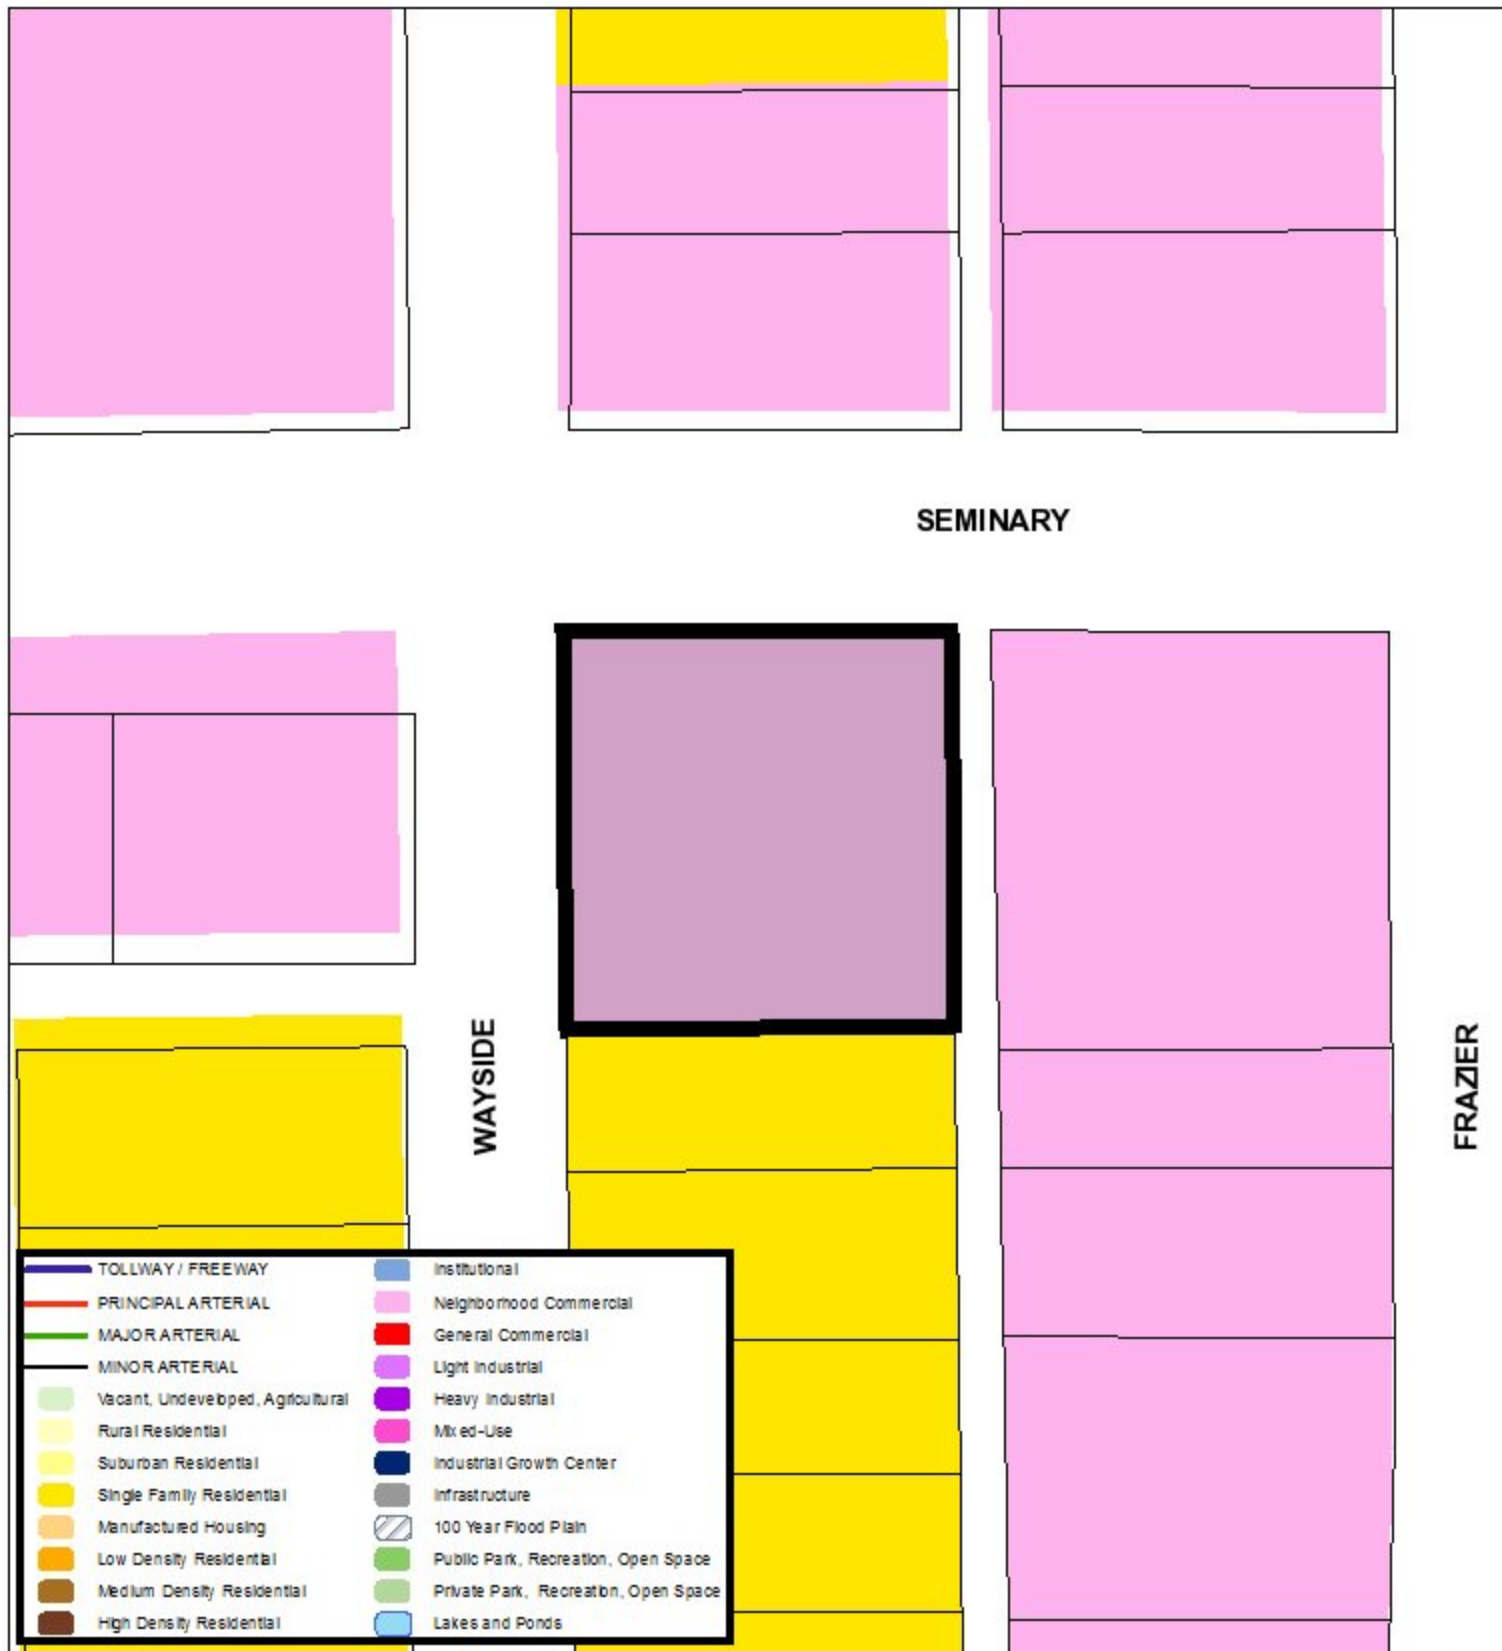 SEMINARY
WAYSIDE
FRAZIER
TOLLWAY / FREEWAY
PRINCIPAL ARTERIAL
MAJOR ARTERIAL
MINOR ARTERIAL
Vacant, Undeveloped, Agricultural
Rural Residential
Suburban Residential
Single Family Residential
Manufactured Housing
Low Density Residential
Medium Density Residential
High Density Residential
Institutional
Neighborhood Commercial
General Commercial
Light Industrial
Heavy Industrial
Mixed-Use
Industrial Growth Center
Infrastructure
100 Year Flood Plain
Public Park, Recreation, Open Space
Private Park, Recreation, Open Space
Lakes and Ponds